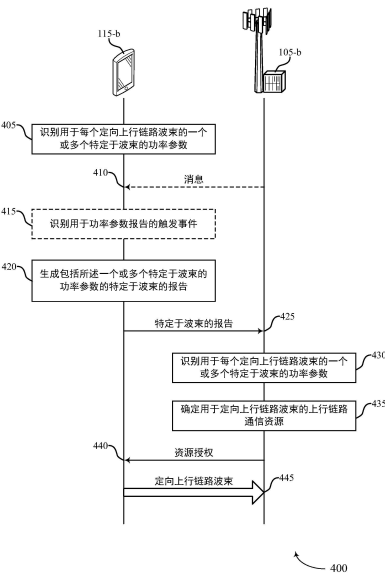 115-b
105-b
405
识别用于每个定向上行链路波束的一个
或多个特定于波束的功率参数
410
消息
415
识别用于功率参数报告的触发事件
420
生成包括所述一个或多个特定于波束的
功率参数的特定于波束的报告
特定于波束的报告
425
识别用于每个定向上行链路波束的一个
或多个特定于波束的功率参数
430
确定用于定向上行链路波束的上行链路
通信资源
435
440
资源授权
定向上行链路波束
445
400